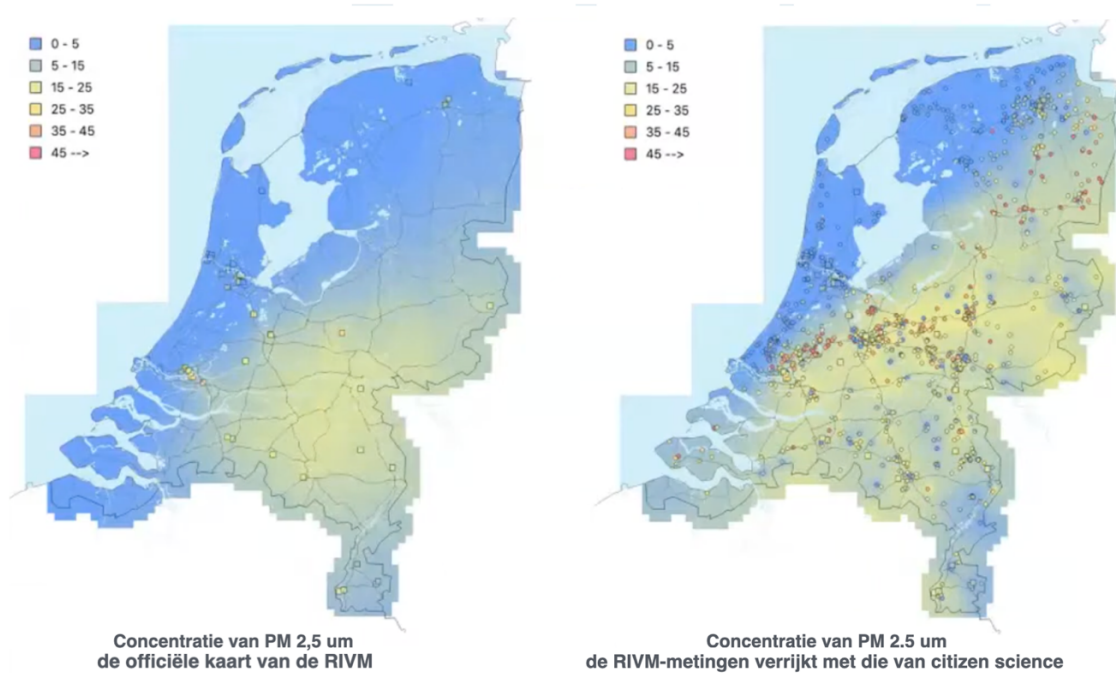 0 - 5
5 - 15
15 - 25
25 - 35
35 - 45
45 -->
0 - 5
5 - 15
15 - 25
25 - 35
35 - 45
45 -->
Concentratie van PM 2,5 um
de officiële kaart van de RIVM
Concentratie van PM 2.5 um
de RIVM-metingen verrijkt met die van citizen science